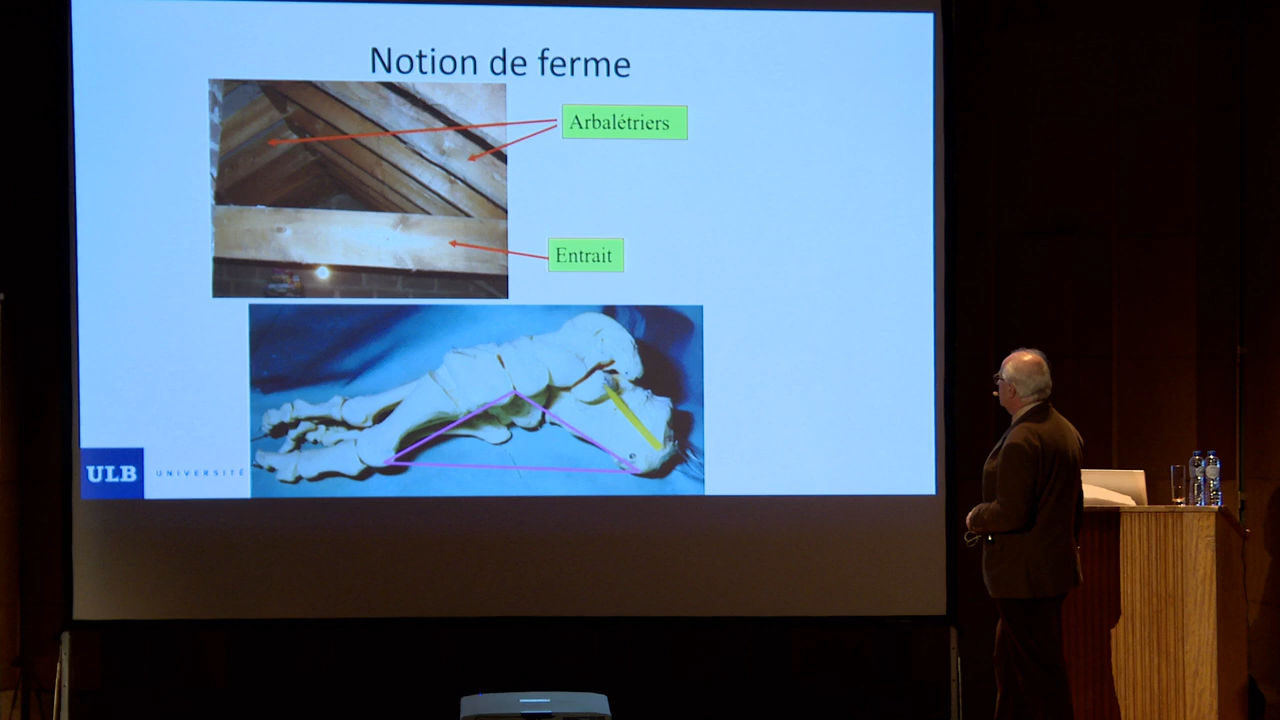 Notion de ferme
Arbalétriers
Entrait
ULB
UNIVERSITÉ